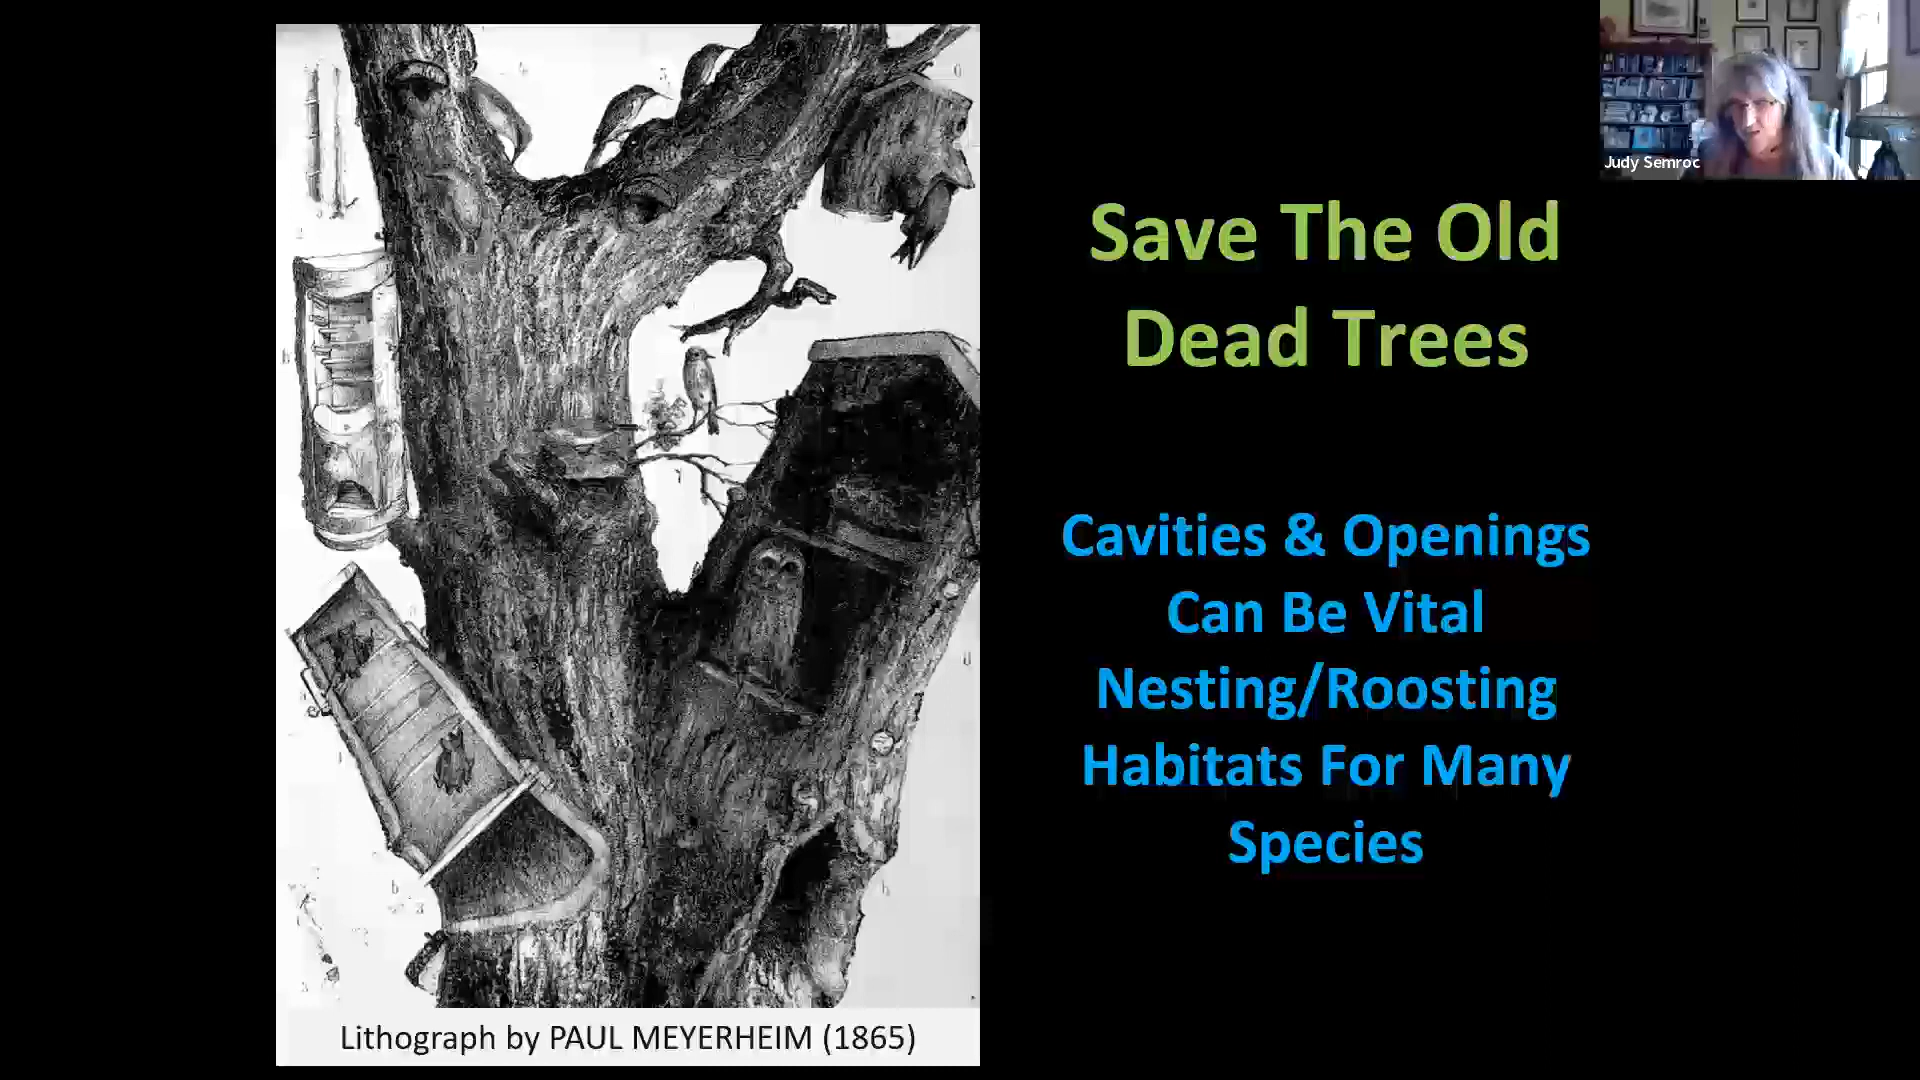 Judy Semroc
Save The Old
Dead Trees
Cavities & Openings
Can Be Vital
Nesting/Roosting
Habitats For Many
Species
Lithograph by PAUL MEYERHEIM (1865)